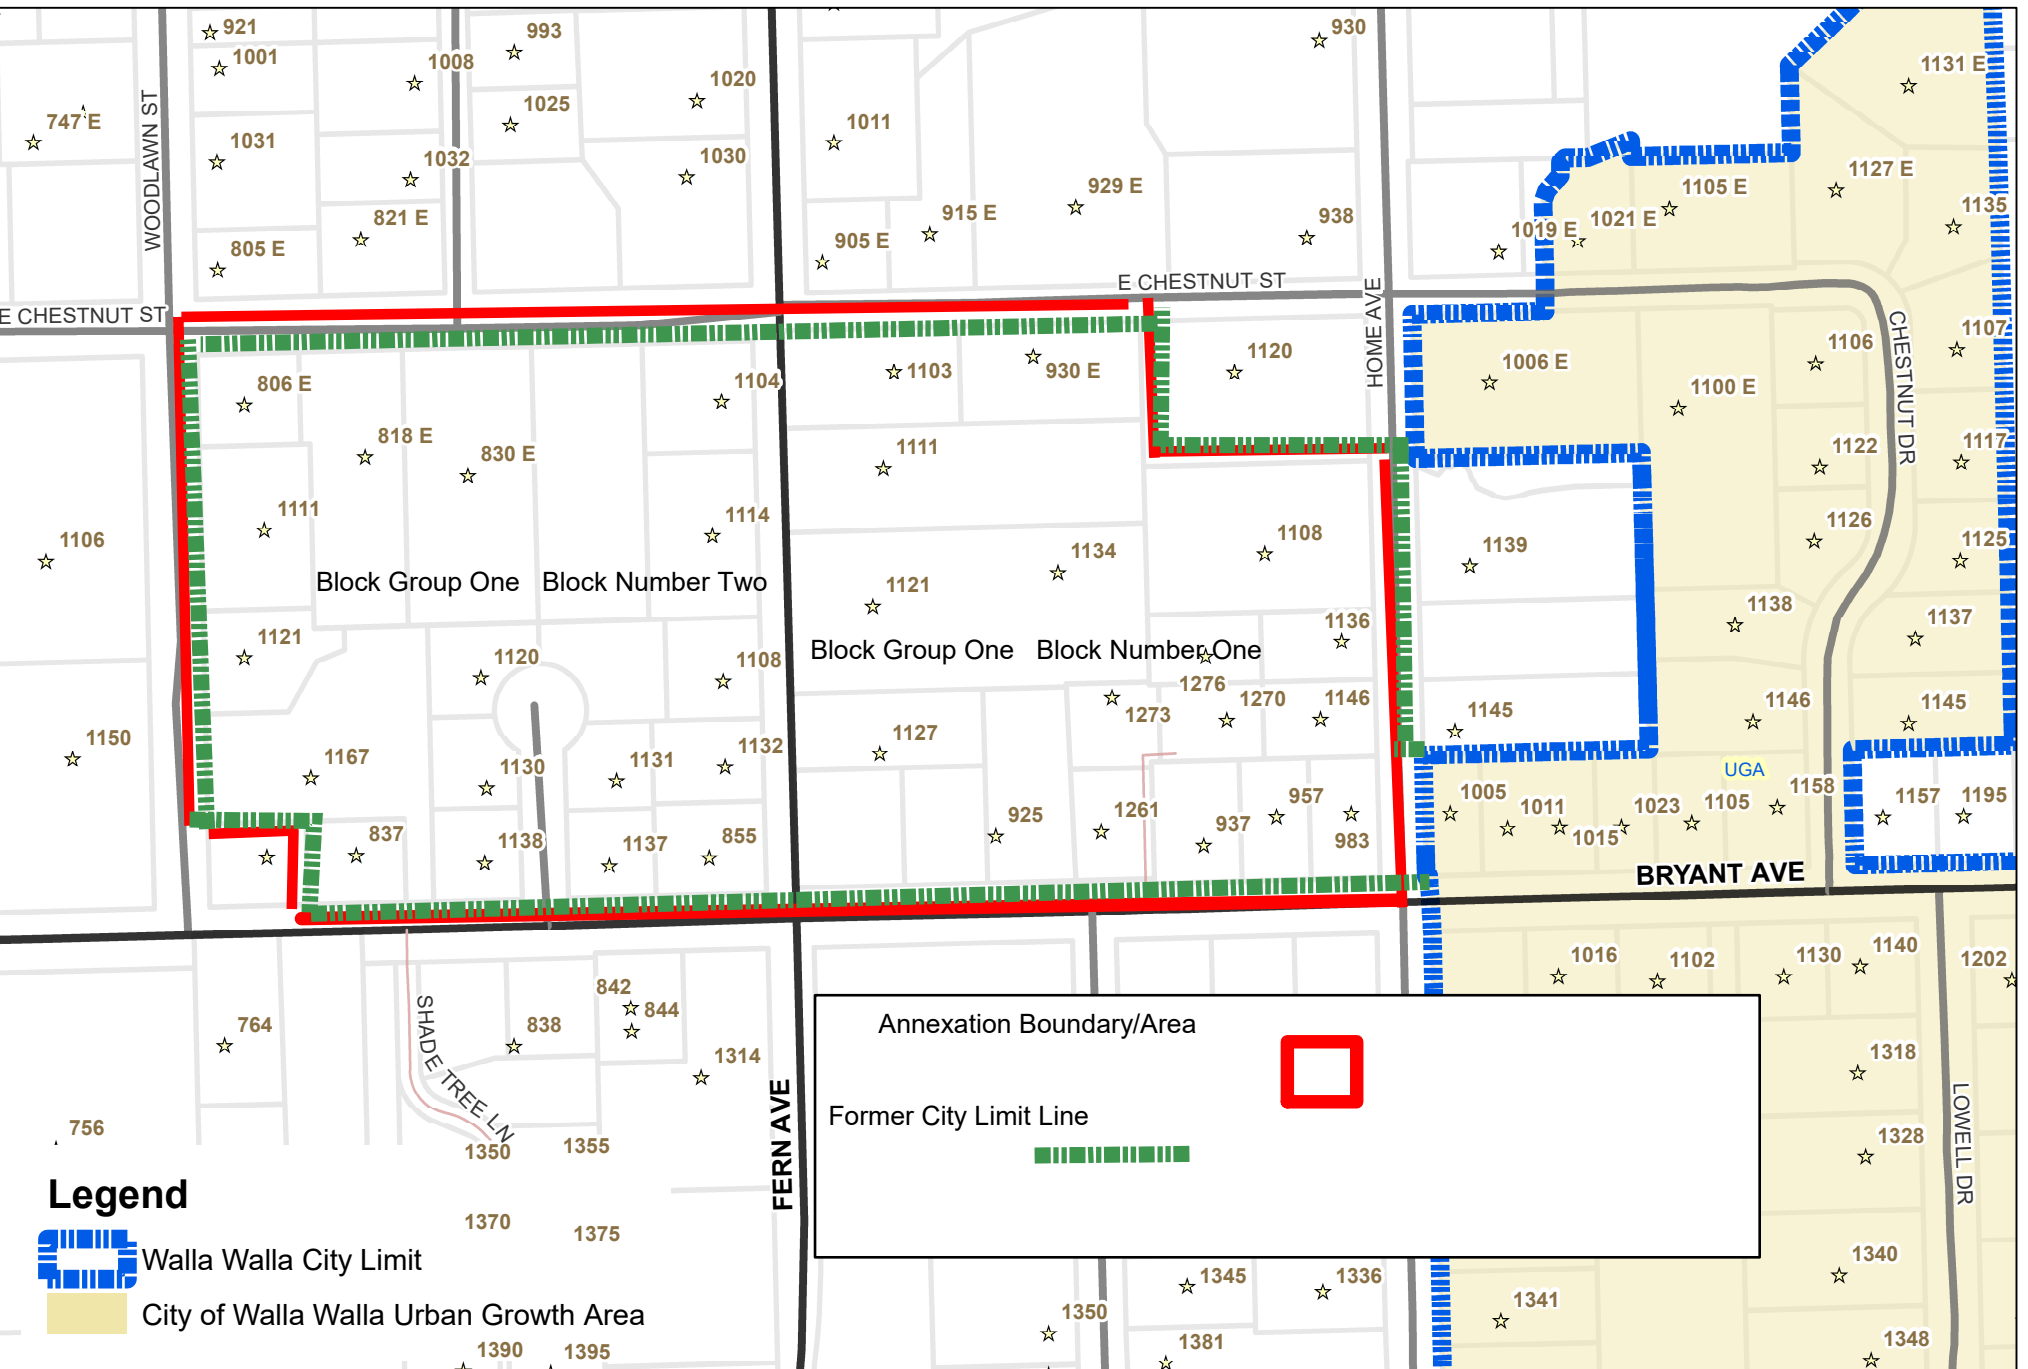 921
993
930
1001
1008
1020
1131 E
747 E
1025
1011
WOODLAWN ST
1031
1032
1030
1127 E
821 E
929 E
1105 E
805 E
915 E
938
1021 E
1135
905 E
1019 E
E CHESTNUT ST
E CHESTNUT ST
HOME AVE
CHESTNUT DR
806 E
1104
1103
930 E
1120
1006 E
1100 E
1106
1107
818 E
830 E
1111
1122
1117
1111
1114
1106
1134
1108
1139
1126
1125
Block Group One
Block Number Two
1121
1138
1137
1121
1120
1108
Block Group One
Block Number One
1136
1276
1273
1270
1146
1145
1146
1145
1150
1167
1130
1131
1132
1127
UGA
837
1138
1137
855
925
1261
937
957
983
1005
1011
1015
1023
1105
1158
1157
1195
BRYANT AVE
1016
1102
1130
1140
1202
764
SHADE TREE LN
838
842
844
1314
FERN AVE
Annexation Boundary/Area
Former City Limit Line
1318
1328
LOWELL DR
756
1350
1355
1370
1375
Legend
Walla Walla City Limit
City of Walla Walla Urban Growth Area
1345
1336
1340
1350
1381
1341
1348
1390
1395